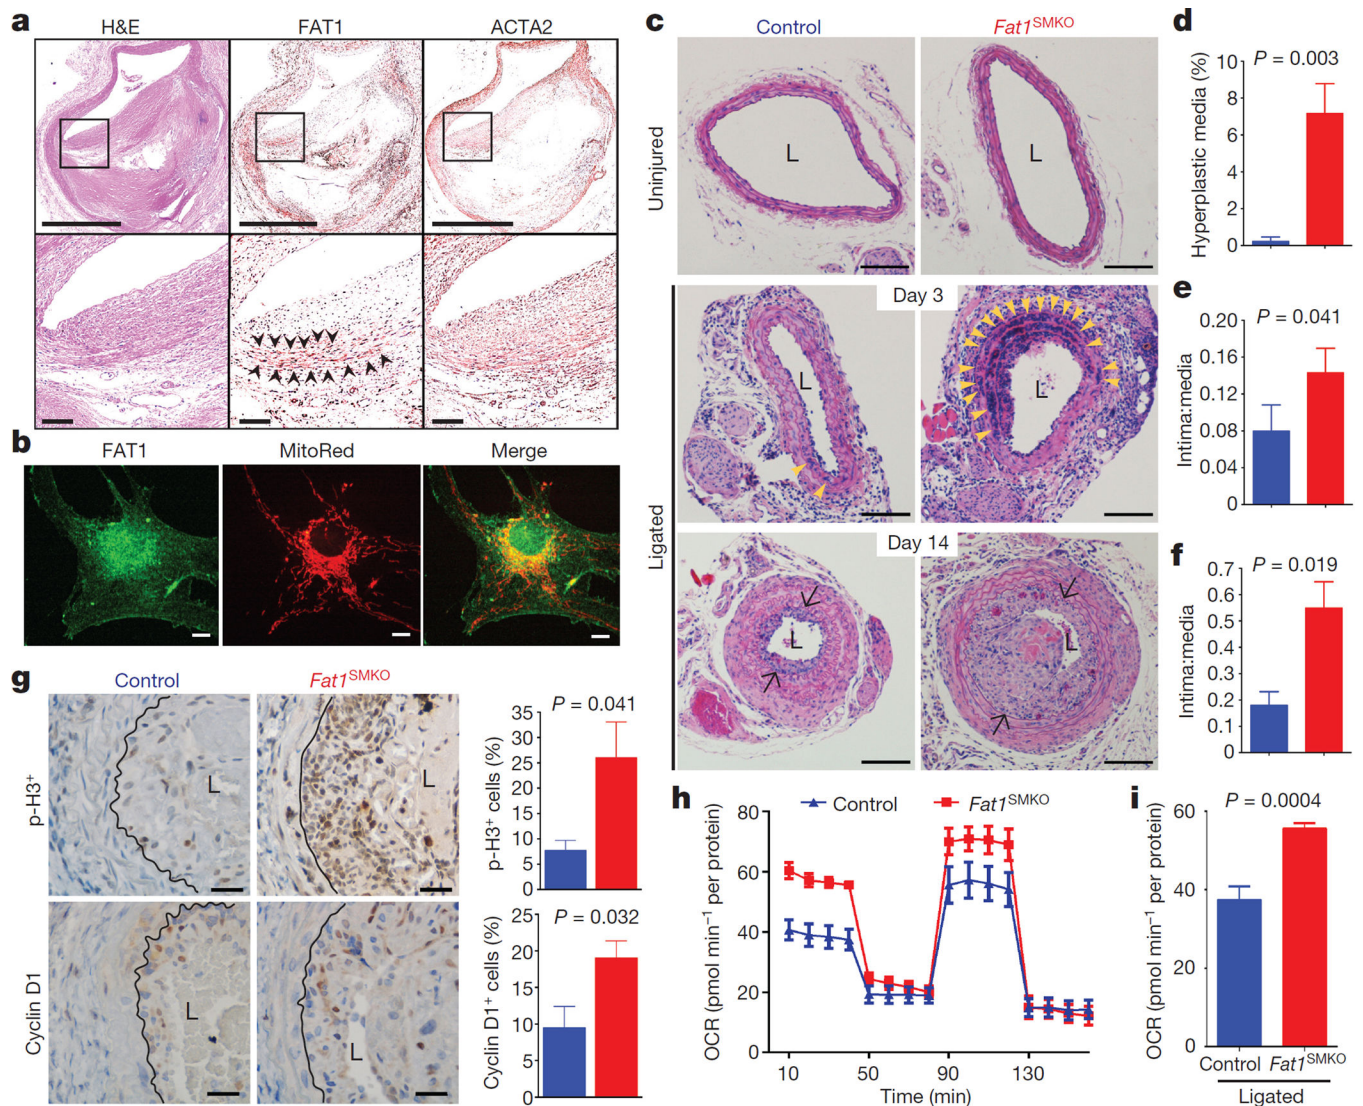 a
H&E
FAT1
ACTA2
b
FAT1
MitoRed
Merge
c
Control
Fat1SMKO
Uninjured
L
L
Ligated
Day 3
L
L
Day 14
L
L
d
P = 0.003
Hyperplastic media (%)
10
8
6
4
2
0
e
P = 0.041
Intima:media
0.20
0.16
0.12
0.08
0.04
0
f
P = 0.019
Intima:media
0.7
0.6
0.5
0.4
0.3
0.2
0.1
0
g
Control
Fat1SMKO
p-H3+
L
L
P = 0.041
p-H3+ cells (%)
35
30
25
20
15
10
5
0
Cyclin D1
L
L
P = 0.032
Cyclin D1+ cells (%)
25
20
15
10
5
0
h
Control
Fat1SMKO
OCR (pmol min−1 per protein)
80
60
40
20
0
10
50
90
130
Time (min)
i
P = 0.0004
OCR (pmol min−1 per protein)
60
40
20
0
Control Fat1SMKO
Ligated